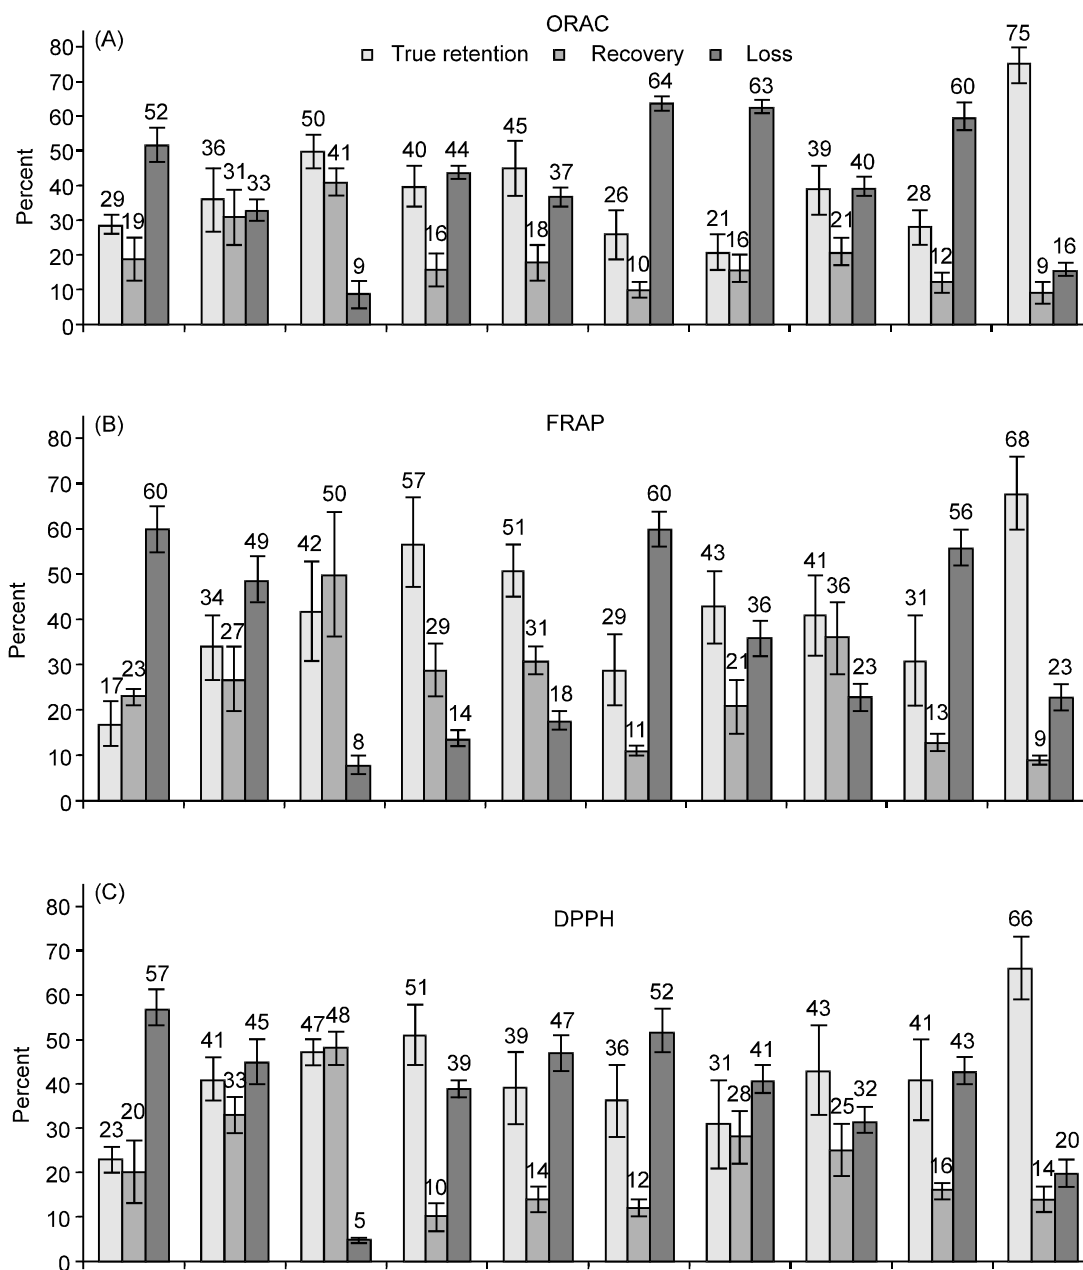 (A)
ORAC
True retention
Recovery
Loss
Percent
80
70
60
50
40
30
20
10
0
29 19 52
36 31 33
50 41 9
40 16 44
45 18 37
26 10 64
21 16 63
39 21 40
28 12 60
75 9 16
(B)
FRAP
Percent
80
70
60
50
40
30
20
10
0
17 23 60
34 27 49
42 50 8
57 29 14
51 31 18
29 11 60
43 21 36
41 36 23
31 13 56
68 9 23
(C)
DPPH
Percent
80
70
60
50
40
30
20
10
0
23 20 57
41 33 45
47 48 5
51 10 39
39 14 47
36 12 52
31 28 41
43 25 32
41 16 43
66 14 20